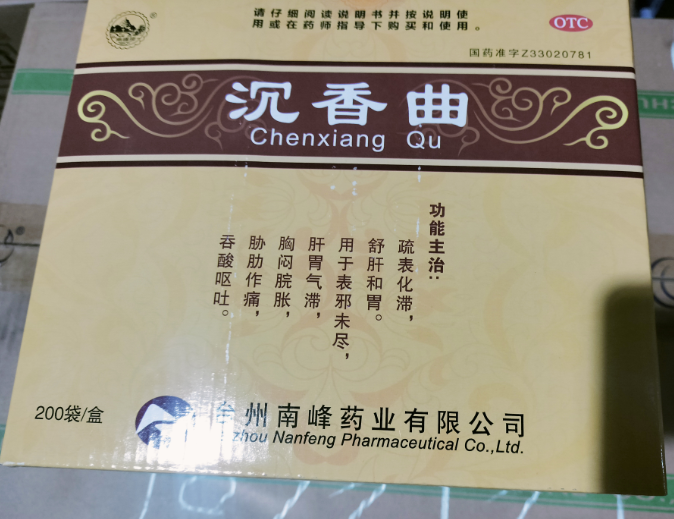 请仔细阅读说明书并按说明使
用或在药师指导下购买和使用。
OTC
国药准字Z33020781
沉香曲
Chenxiang Qu
功能主治：
疏表化滞，
舒肝和胃。
用于表邪未尽，
肝胃气滞，
胸闷脘胀，
胁肋作痛，
吞酸呕吐。
200袋/盒
州南峰药业有限公司
zhou Nanfeng Pharmaceutical Co.,Ltd.